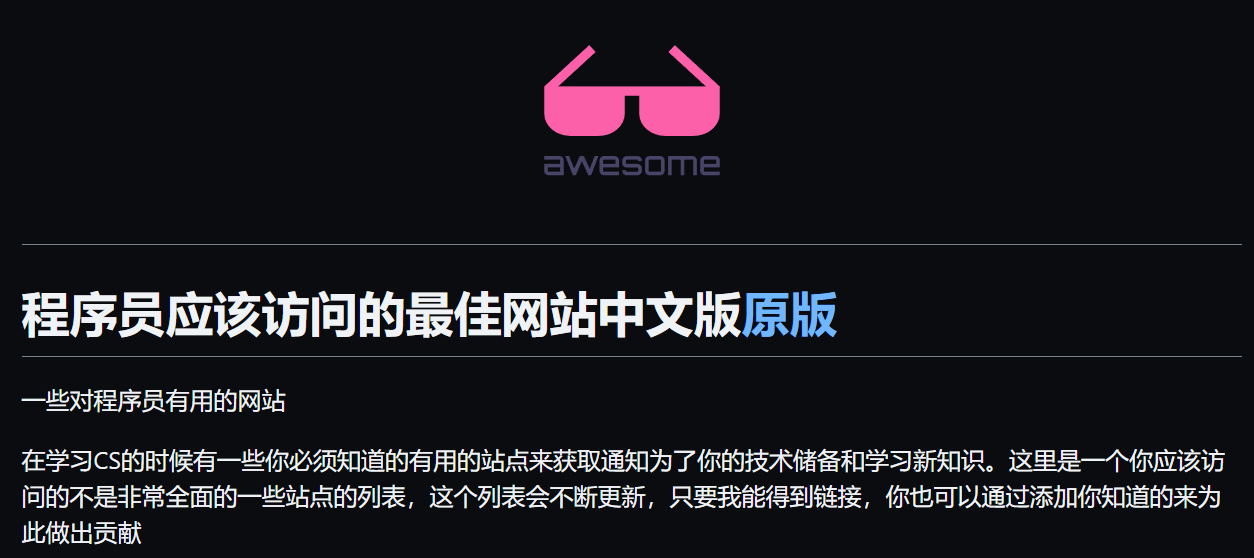 awesome
程序员应该访问的最佳网站中文版原版
一些对程序员有用的网站
在学习CS的时候有一些你必须知道的有用的站点来获取通知为了你的技术储备和学习新知识。这里是一个你应该访
问的不是非常全面的一些站点的列表，这个列表会不断更新，只要我能得到链接，你也可以通过添加你知道的来为
此做出贡献